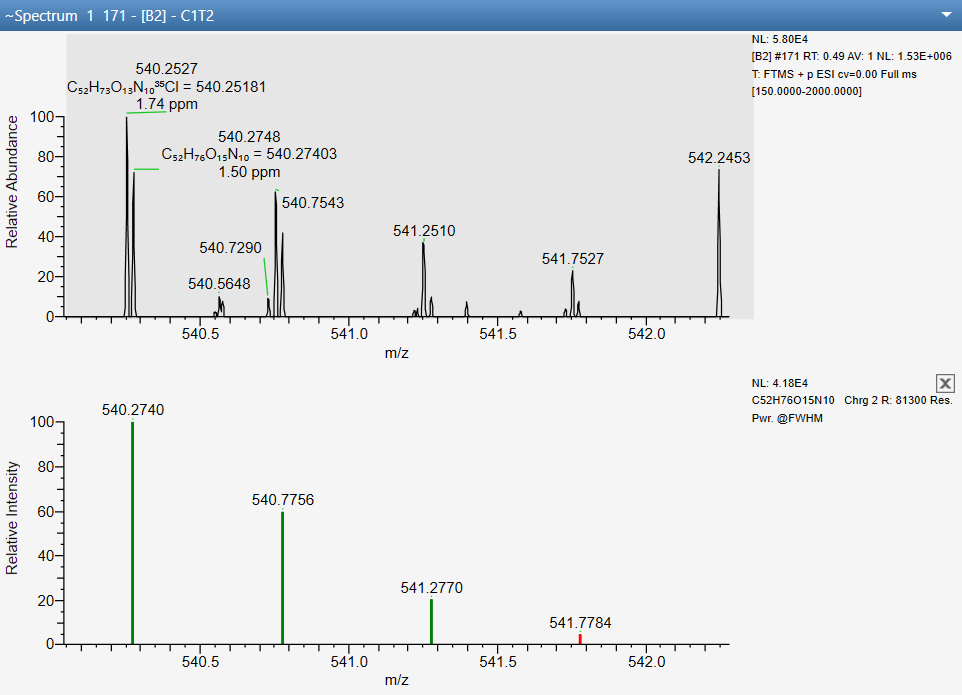 ~Spectrum 1 171 - [B2] - C1T2
NL: 5.80E4
[B2] #171 RT: 0.49 AV: 1 NL: 1.53E+006
T: FTMS + p ESI cv=0.00 Full ms
[150.0000-2000.0000]
540.2527
C₅₂H₇₃O₁₃N₁₀³⁵Cl = 540.25181
1.74 ppm
540.2748
C₅₂H₇₆O₁₅N₁₀ = 540.27403
1.50 ppm
542.2453
540.7543
541.2510
540.7290
541.7527
540.5648
Relative Abundance
100
80
60
40
20
0
540.5 541.0 541.5 542.0
m/z
NL: 4.18E4
C52H76O15N10 Chrg 2 R: 81300 Res.
Pwr. @FWHM
X
540.2740
540.7756
541.2770
541.7784
Relative Intensity
100
80
60
40
20
0
540.5 541.0 541.5 542.0
m/z